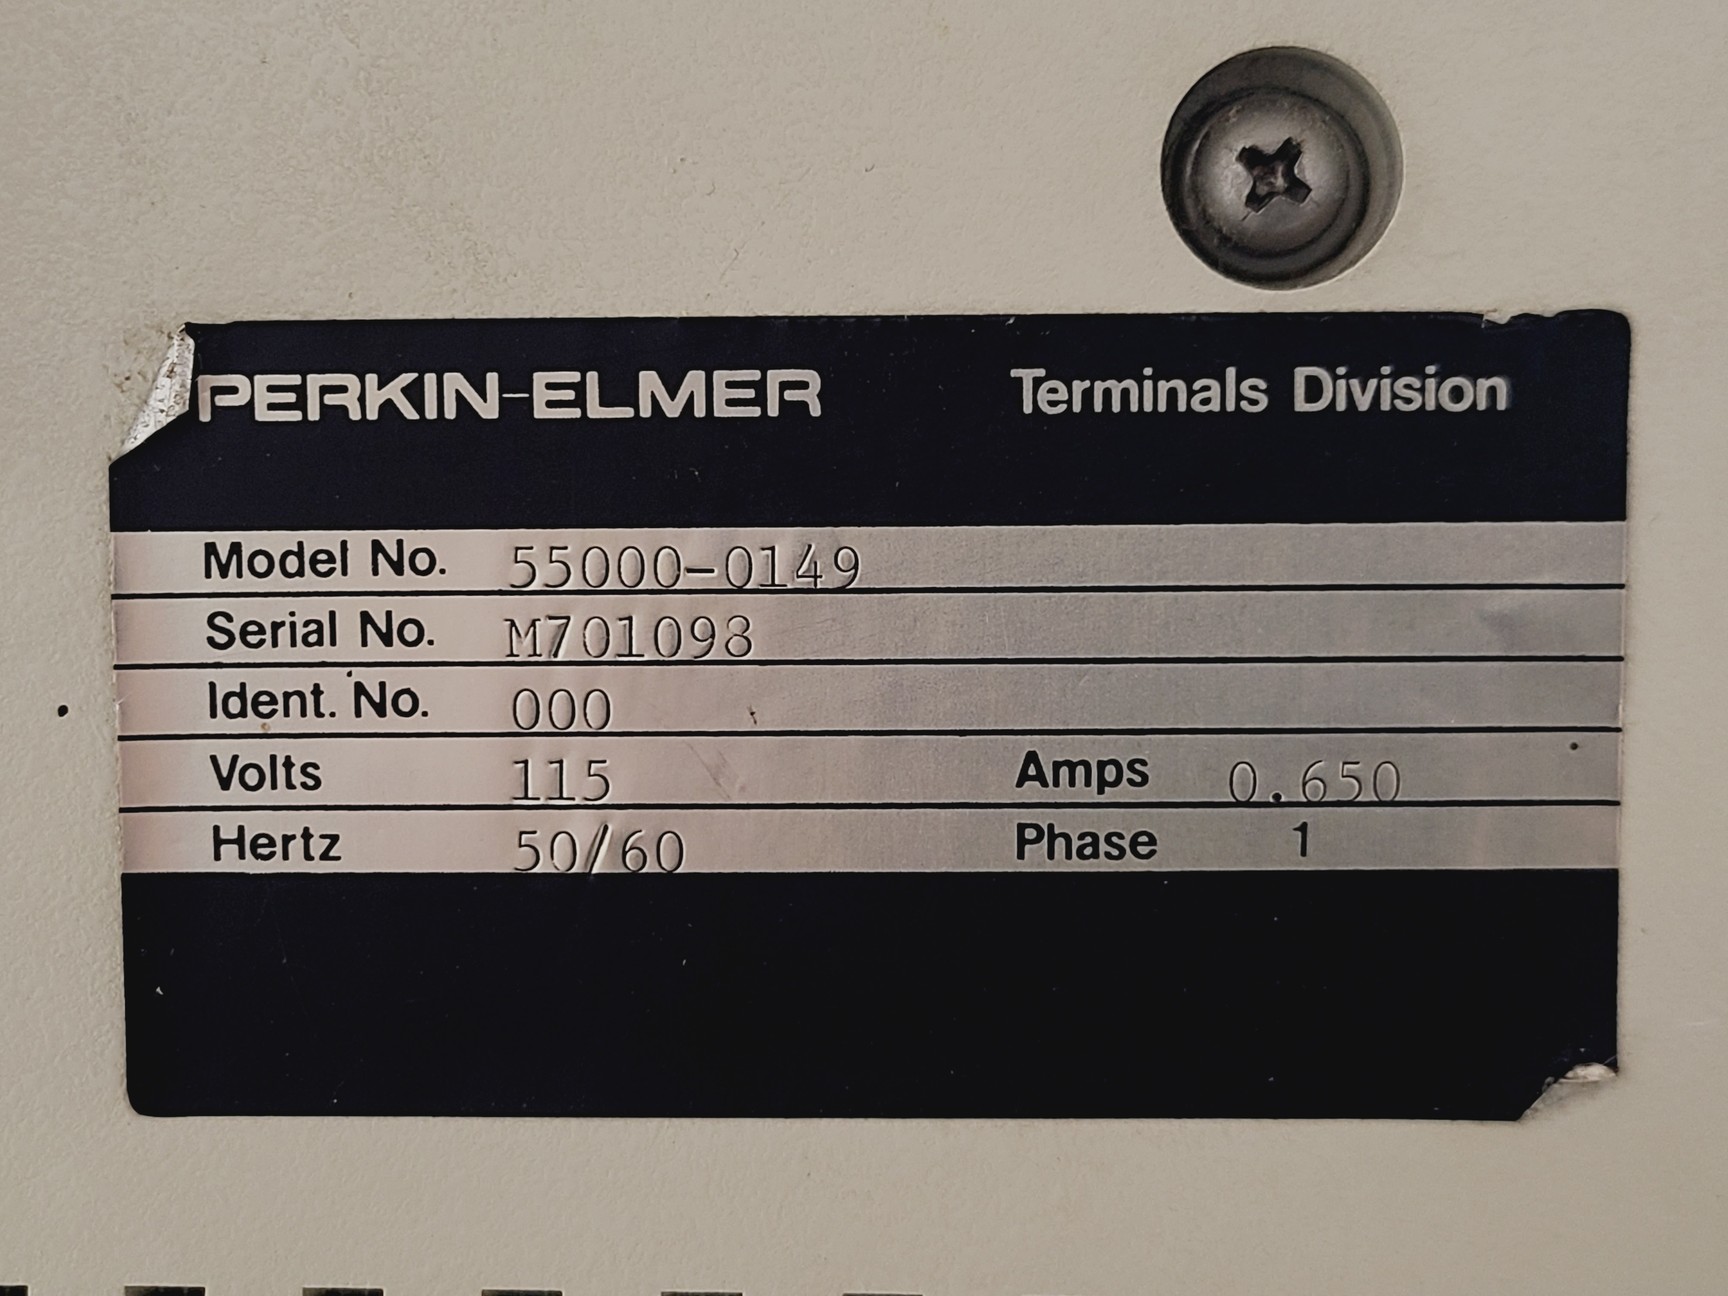 PERKIN-ELMER Terminals Division
Model No. 55000-0149
Serial No. M701098
Ident. No. 000
Volts 115 Amps 0.650
Hertz 50/60 Phase 1